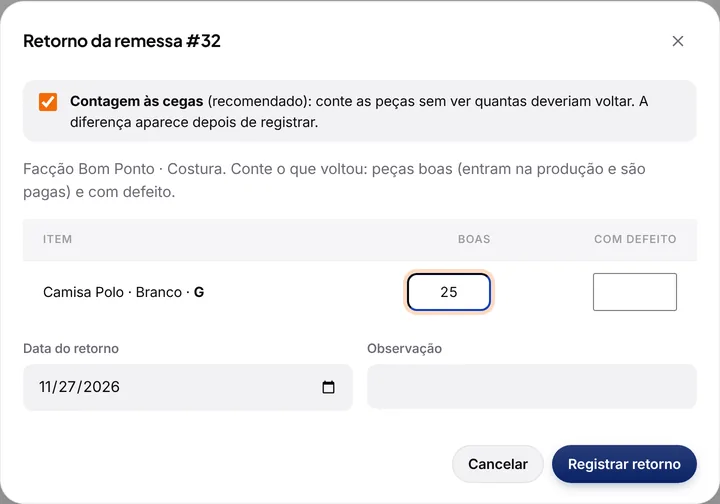 Retorno da remessa #32
Contagem às cegas (recomendado): conte as peças sem ver quantas deveriam voltar. A
diferença aparece depois de registrar.
Facção Bom Ponto · Costura. Conte o que voltou: peças boas (entram na produção e são
pagas) e com defeito.
ITEM BOAS COM DEFEITO
Camisa Polo · Branco · G 25
Data do retorno Observação
11/27/2026
Cancelar Registrar retorno